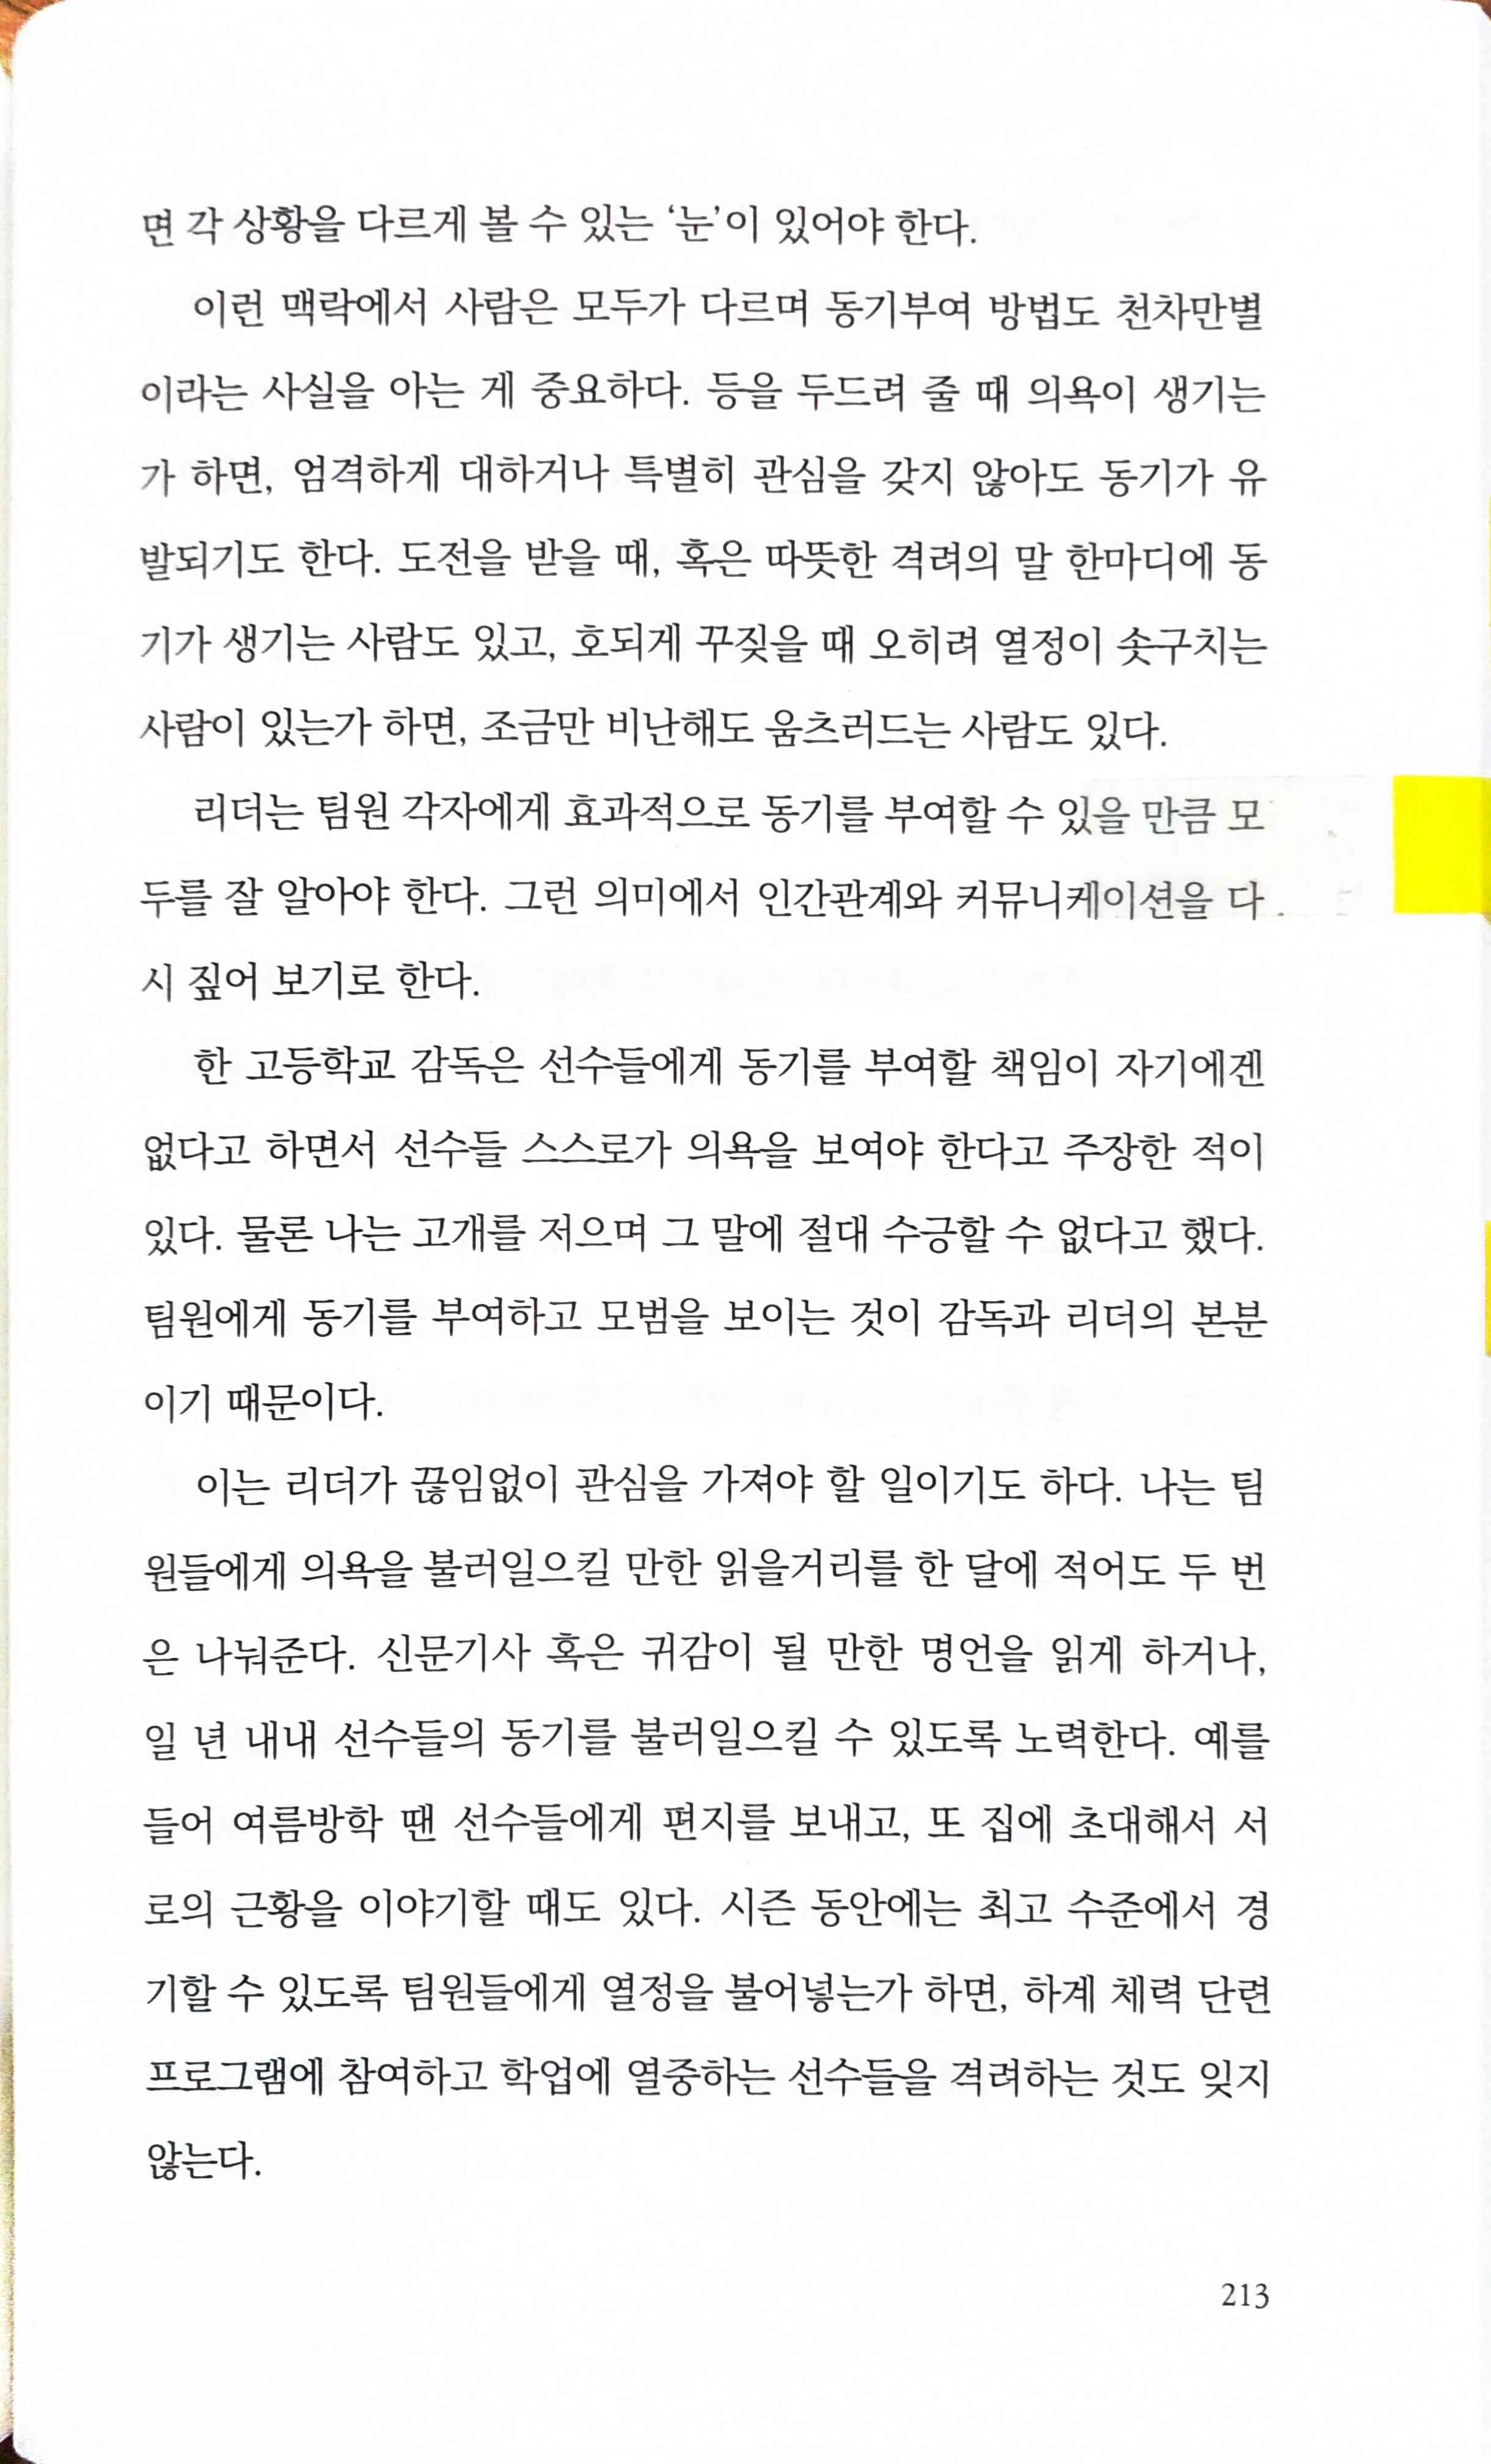 면 각 상황을 다르게 볼 수 있는 ‘눈’이 있어야 한다.
이런 맥락에서 사람은 모두가 다르며 동기부여 방법도 천차만별
이라는 사실을 아는 게 중요하다. 등을 두드려 줄 때 의욕이 생기는
가 하면, 엄격하게 대하거나 특별히 관심을 갖지 않아도 동기가 유
발되기도 한다. 도전을 받을 때, 혹은 따뜻한 격려의 말 한마디에 동
기가 생기는 사람도 있고, 호되게 꾸짖을 때 오히려 열정이 솟구치는
사람이 있는가 하면, 조금만 비난해도 움츠러드는 사람도 있다.
리더는 팀원 각자에게 효과적으로 동기를 부여할 수 있을 만큼 모
두를 잘 알아야 한다. 그런 의미에서 인간관계와 커뮤니케이션을 다
시 짚어 보기로 한다.
한 고등학교 감독은 선수들에게 동기를 부여할 책임이 자기에겐
없다고 하면서 선수들 스스로가 의욕을 보여야 한다고 주장한 적이
있다. 물론 나는 고개를 저으며 그 말에 절대 수긍할 수 없다고 했다.
팀원에게 동기를 부여하고 모범을 보이는 것이 감독과 리더의 본분
이기 때문이다.
이는 리더가 끊임없이 관심을 가져야 할 일이기도 하다. 나는 팀
원들에게 의욕을 불러일으킬 만한 읽을거리를 한 달에 적어도 두 번
은 나눠준다. 신문기사 혹은 귀감이 될 만한 명언을 읽게 하거나,
일 년 내내 선수들의 동기를 불러일으킬 수 있도록 노력한다. 예를
들어 여름방학 땐 선수들에게 편지를 보내고, 또 집에 초대해서 서
로의 근황을 이야기할 때도 있다. 시즌 동안에는 최고 수준에서 경
기할 수 있도록 팀원들에게 열정을 불어넣는가 하면, 하계 체력 단련
프로그램에 참여하고 학업에 열중하는 선수들을 격려하는 것도 잊지
않는다.
213